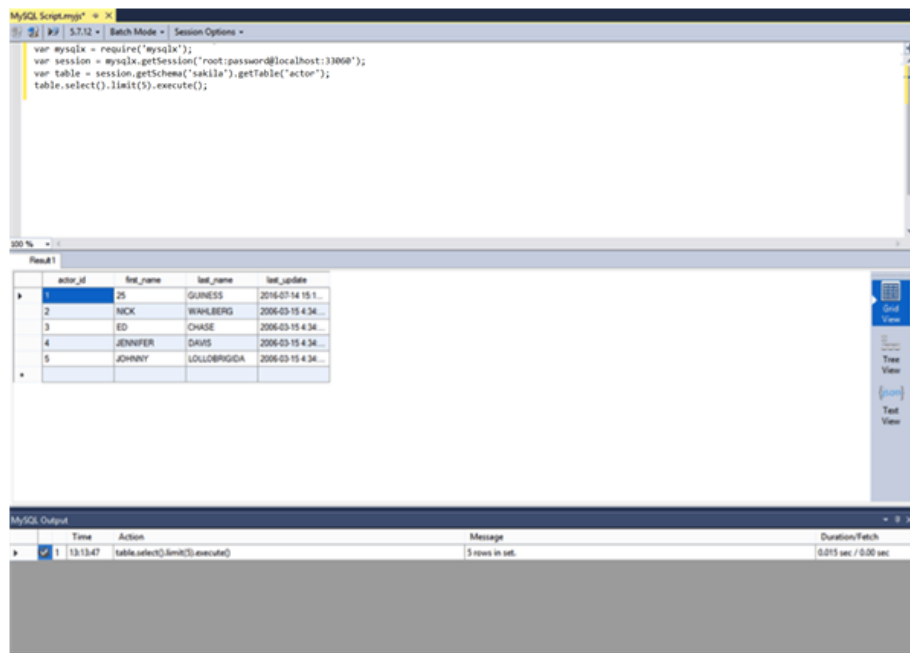 MySQL Script.myjs*
5.7.12 Batch Mode Session Options
var mysqlx = require('mysqlx');
var session = mysqlx.getSession('root:password@localhost:33060');
var table = session.getSchema('sakila').getTable("actor");
table.select().limit(5).execute();
100 %
Result1
actor_id first_name last_name last_update
1 25 GUINESS 2016-07-14 15:1...
2 NICK WAHLBERG 2006-03-15 4:34:...
3 ED CHASE 2006-03-15 4:34:...
4 JENNIFER DAVIS 2006-03-15 4:34:...
5 JOHNNY LOLLOBRIGIDA 2006-03-15 4:34:...
Grid
View
Tree
View
{json}
Text
View
MySQL Output
Time Action Message Duration/Fetch
1 13:13:47 table.select().limit(5).execute() 5 rows in set. 0.015 sec / 0.00 sec